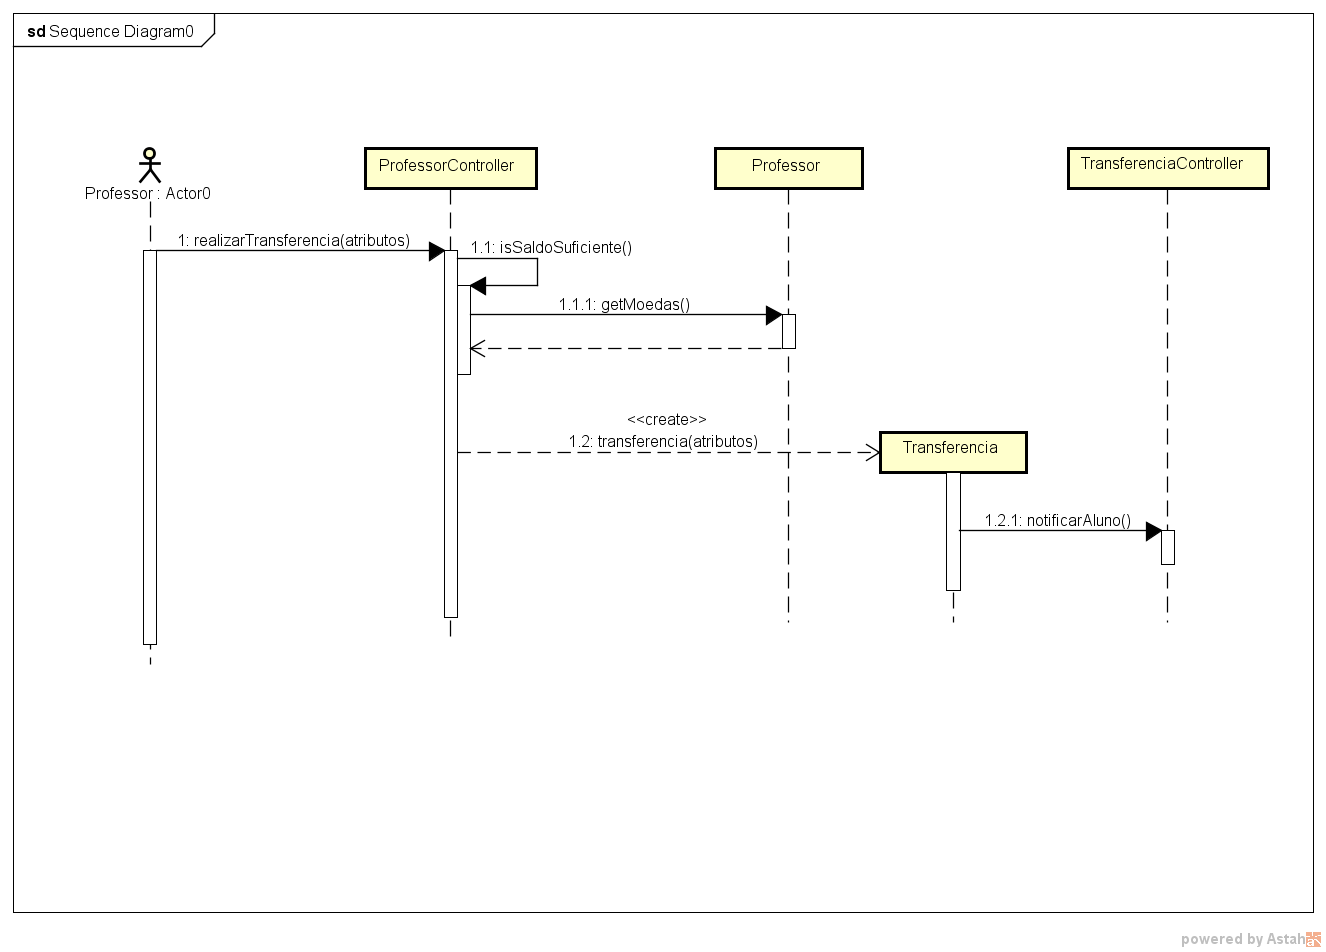 sd Sequence Diagram0
Professor : Actor0
ProfessorController
Professor
TransferenciaController
1: realizarTransferencia(atributos)
1.1: isSaldoSuficiente()
1.1.1: getMoedas()
<<create>>
1.2: transferencia(atributos)
Transferencia
1.2.1: notificarAluno()
powered by Astah